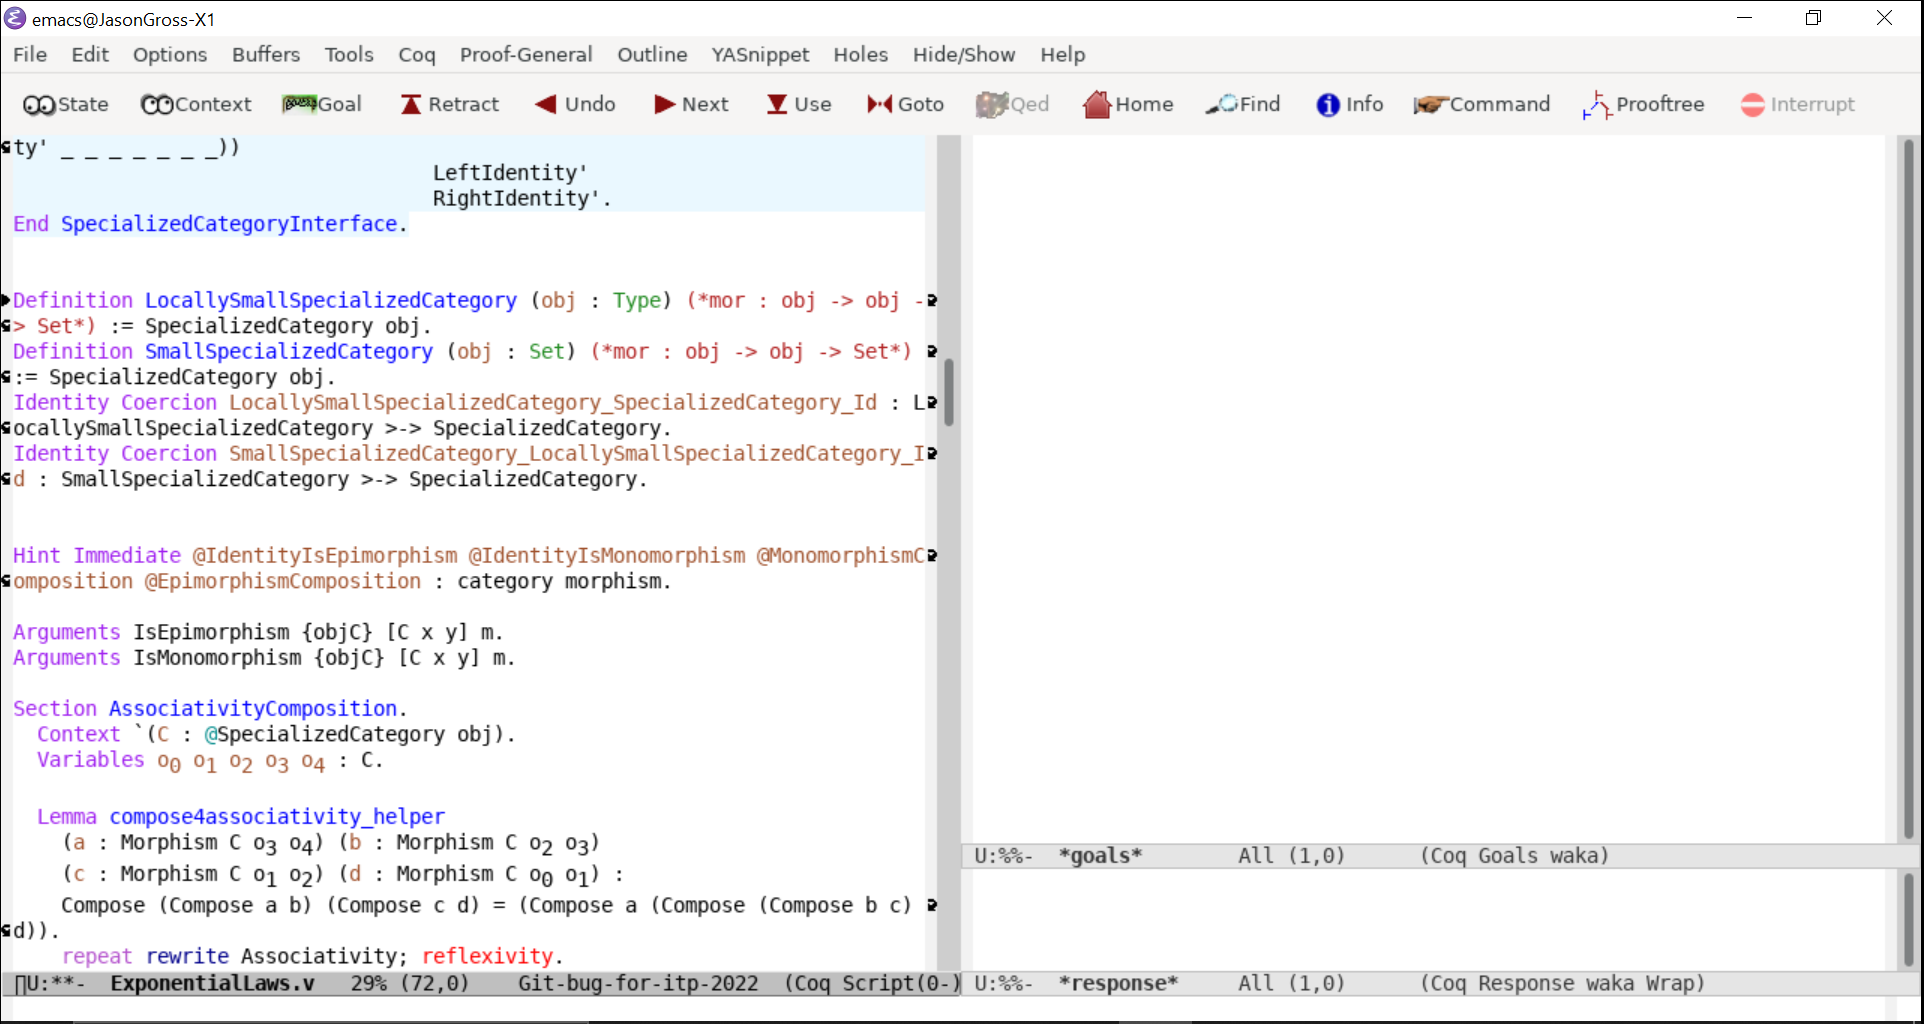 emacs@JasonGross-X1
File Edit Options Buffers Tools Coq Proof-General Outline YASnippet Holes Hide/Show Help
State Context Goal Retract Undo Next Use Goto Qed Home Find Info Command Prooftree Interrupt
ty' _ _ _ _ _ _ _))
LeftIdentity'
RightIdentity'.
End SpecializedCategoryInterface.
Definition LocallySmallSpecializedCategory (obj : Type) (*mor : obj -> obj -
> Set*) := SpecializedCategory obj.
Definition SmallSpecializedCategory (obj : Set) (*mor : obj -> obj -> Set*)
:= SpecializedCategory obj.
Identity Coercion LocallySmallSpecializedCategory_SpecializedCategory_Id : L
ocallySmallSpecializedCategory >-> SpecializedCategory.
Identity Coercion SmallSpecializedCategory_LocallySmallSpecializedCategory_I
d : SmallSpecializedCategory >-> SpecializedCategory.
Hint Immediate @IdentityIsEpimorphism @IdentityIsMonomorphism @MonomorphismC
omposition @EpimorphismComposition : category morphism.
Arguments IsEpimorphism {objC} [C x y] m.
Arguments IsMonomorphism {objC} [C x y] m.
Section AssociativityComposition.
Context `(C : @SpecializedCategory obj).
Variables o₀ o₁ o₂ o₃ o₄ : C.
Lemma compose4associativity_helper
(a : Morphism C o₃ o₄) (b : Morphism C o₂ o₃)
(c : Morphism C o₁ o₂) (d : Morphism C o₀ o₁) :
Compose (Compose a b) (Compose c d) = (Compose a (Compose (Compose b c)
d)).
repeat rewrite Associativity; reflexivity.
U:**- ExponentialLaws.v 29% (72,0) Git-bug-for-itp-2022 (Coq Script(0-)
U:%%- *goals* All (1,0) (Coq Goals waka)
U:%%- *response* All (1,0) (Coq Response waka Wrap)